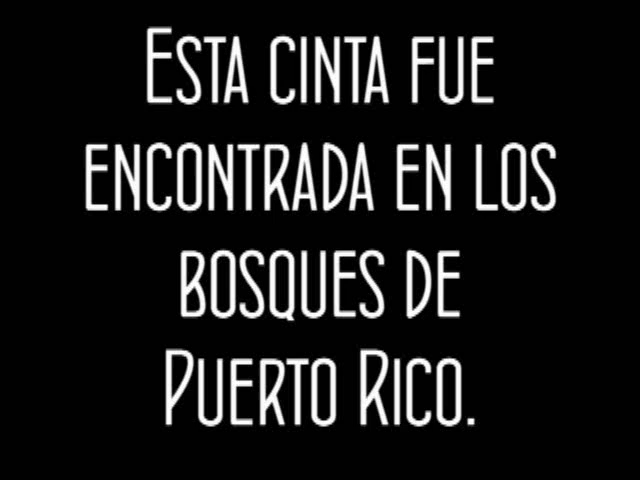 Esta cinta fue
encontrada en los
bosques de
Puerto Rico.